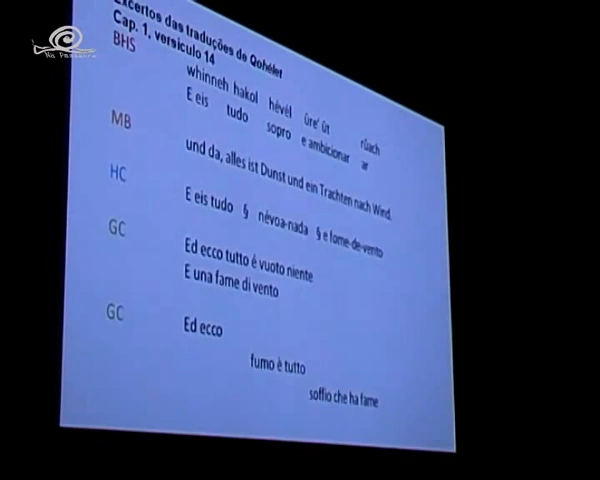 Excertos das traduções de Qohélet
Cap. 1, versículo 14
BHS
whinneh hakol hével ûre'ût rûach
E eis tudo sopro e ambicionar ar
MB
und da, alles ist Dunst und ein Trachten nach Wind.
HC
E eis tudo § névoa-nada § e fome-de-vento
GC
Ed ecco tutto é vuoto niente
E una fame di vento
GC
Ed ecco
fumo è tutto
soffio che ha fame